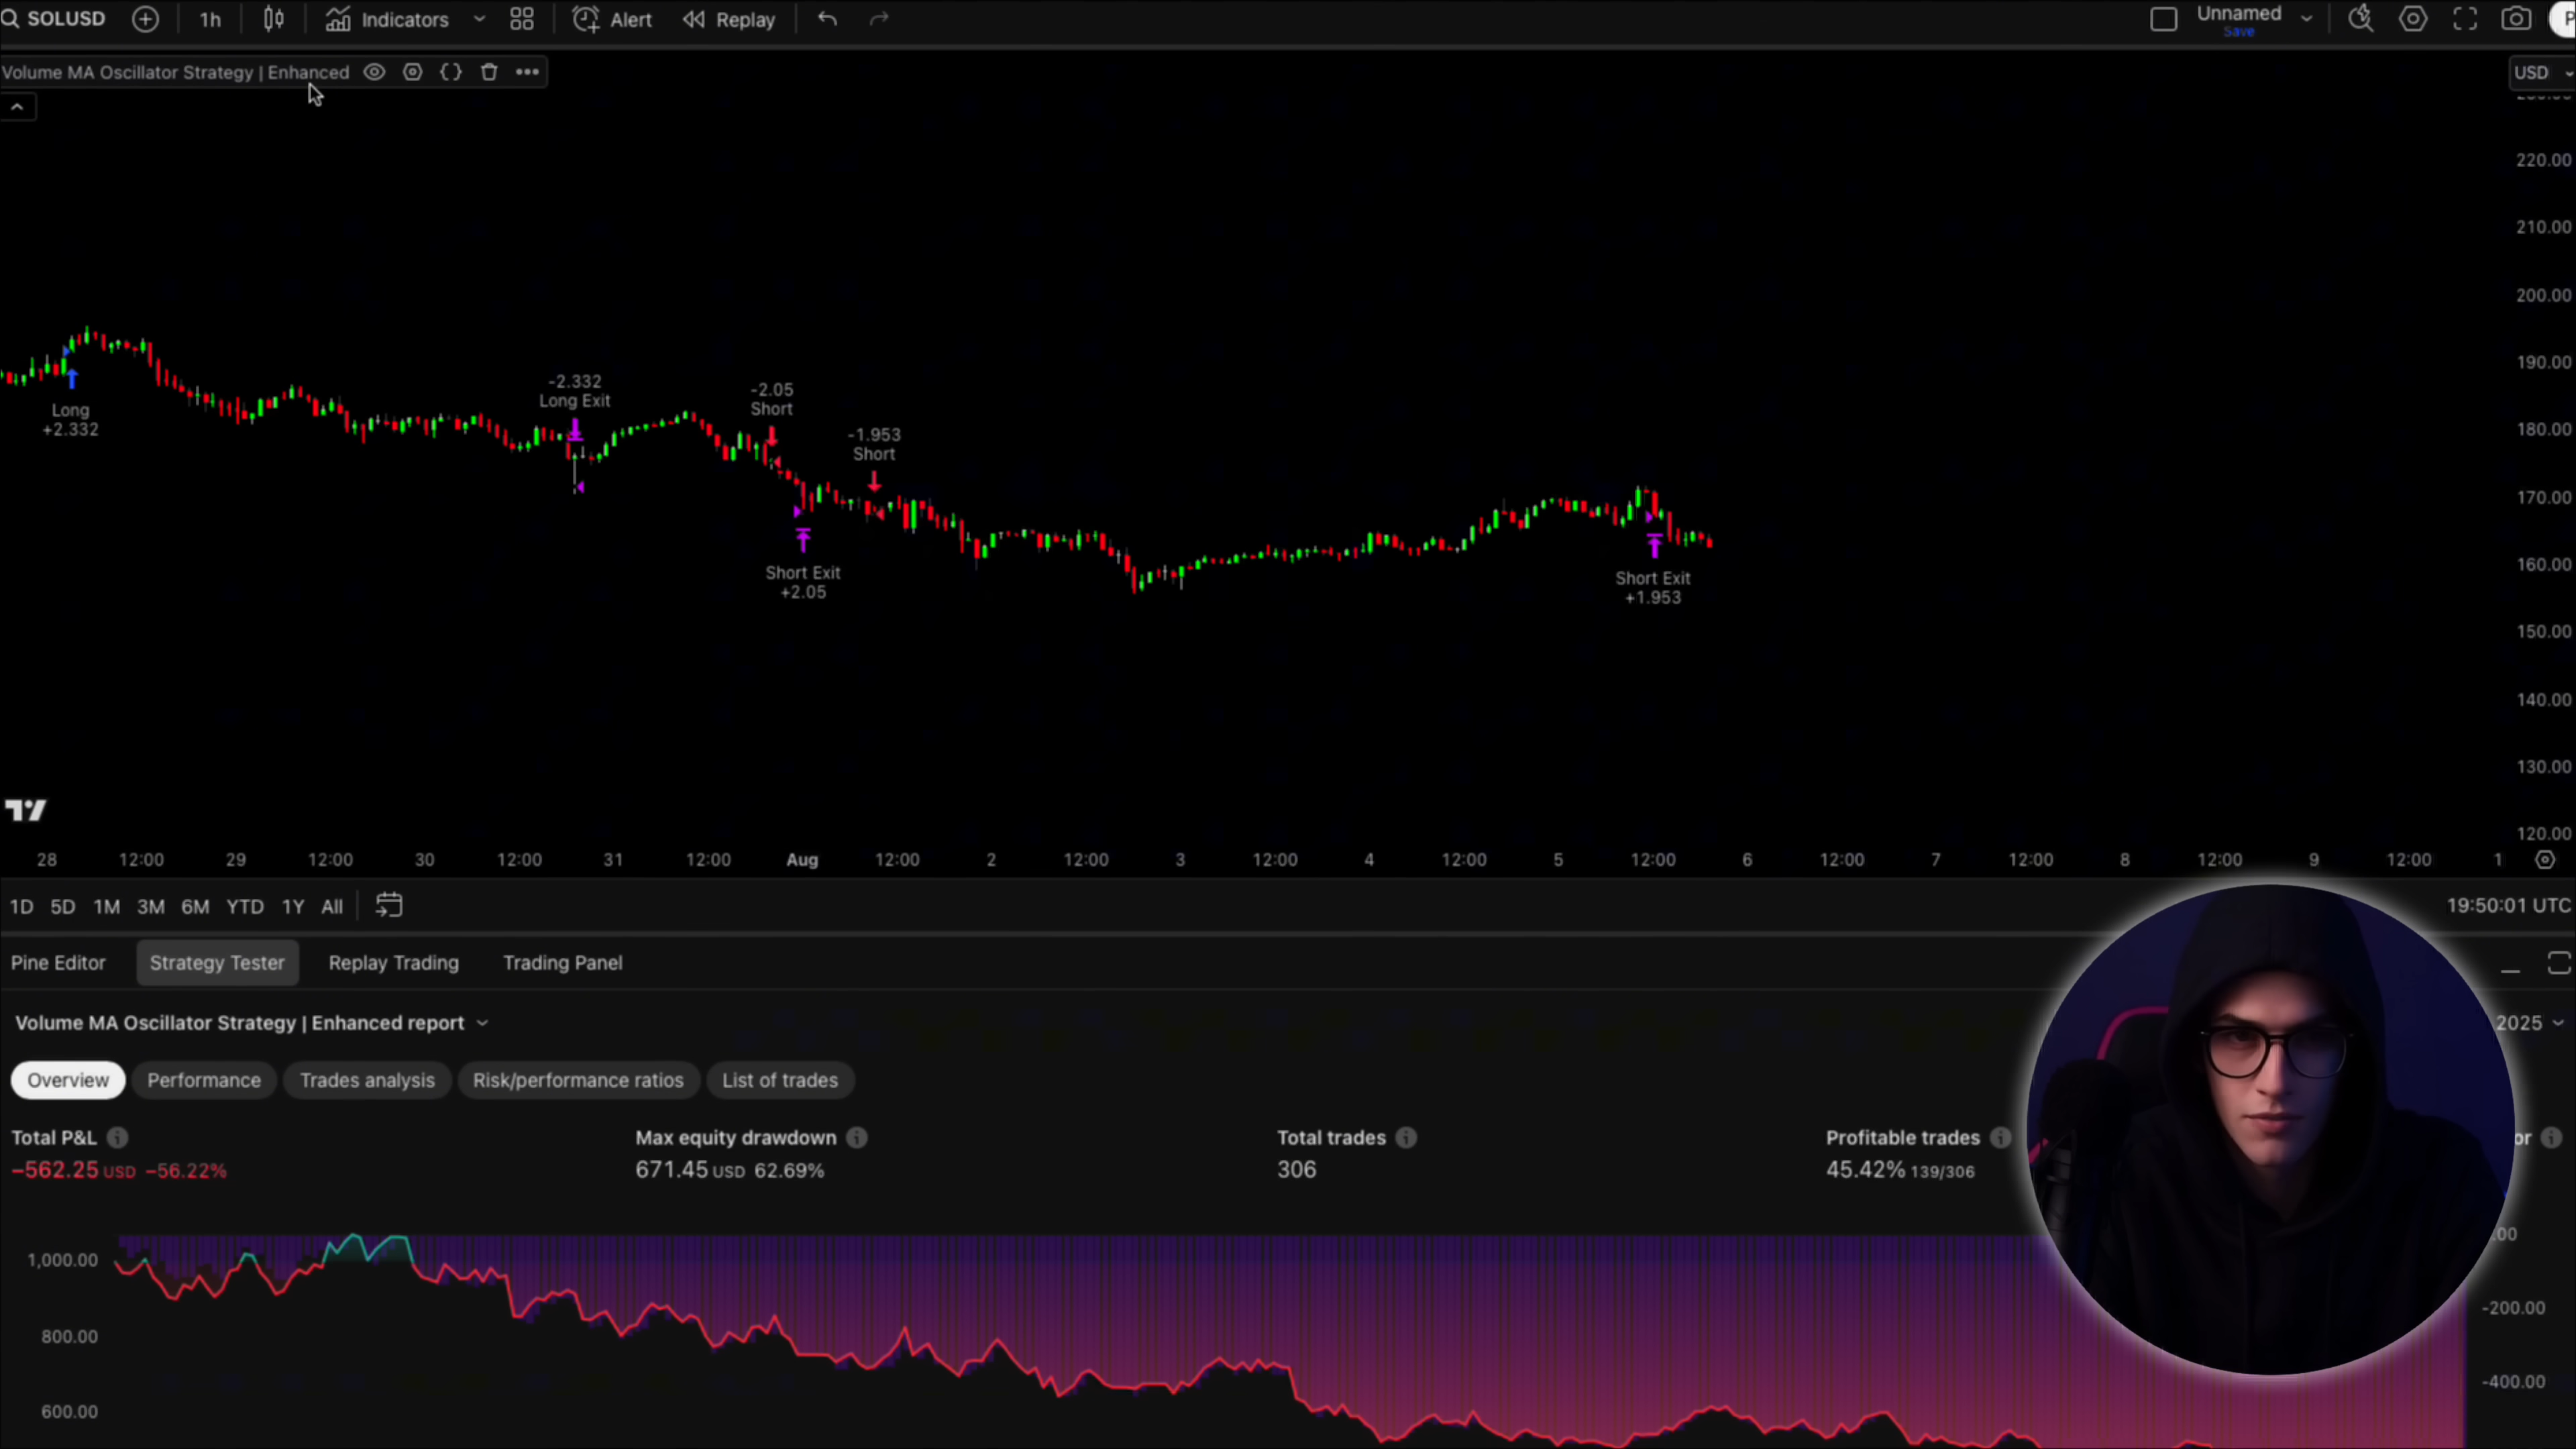 SOLUSD 1h Indicators Alert Replay Unnamed
Save
Volume MA Oscillator Strategy | Enhanced USD
220.00
210.00
200.00
190.00
Long
+2.332
-2.332
Long Exit
-2.05
Short
-1.953
Short
180.00
170.00
Short Exit
+2.05
Short Exit
+1.953
160.00
150.00
140.00
130.00
120.00
28 12:00 29 12:00 30 12:00 31 12:00 Aug 12:00 2 12:00 3 12:00 4 12:00 5 12:00 6 12:00 7 12:00 8 12:00 9 12:00 1
1D 5D 1M 3M 6M YTD 1Y All 19:50:01 UTC
Pine Editor Strategy Tester Replay Trading Trading Panel
Volume MA Oscillator Strategy | Enhanced report 2025
Overview Performance Trades analysis Risk/performance ratios List of trades
Total P&L Max equity drawdown Total trades Profitable trades or
−562.25 USD −56.22% 671.45 USD 62.69% 306 45.42% 139/306
1,000.00 .00
800.00 -200.00
600.00 -400.00